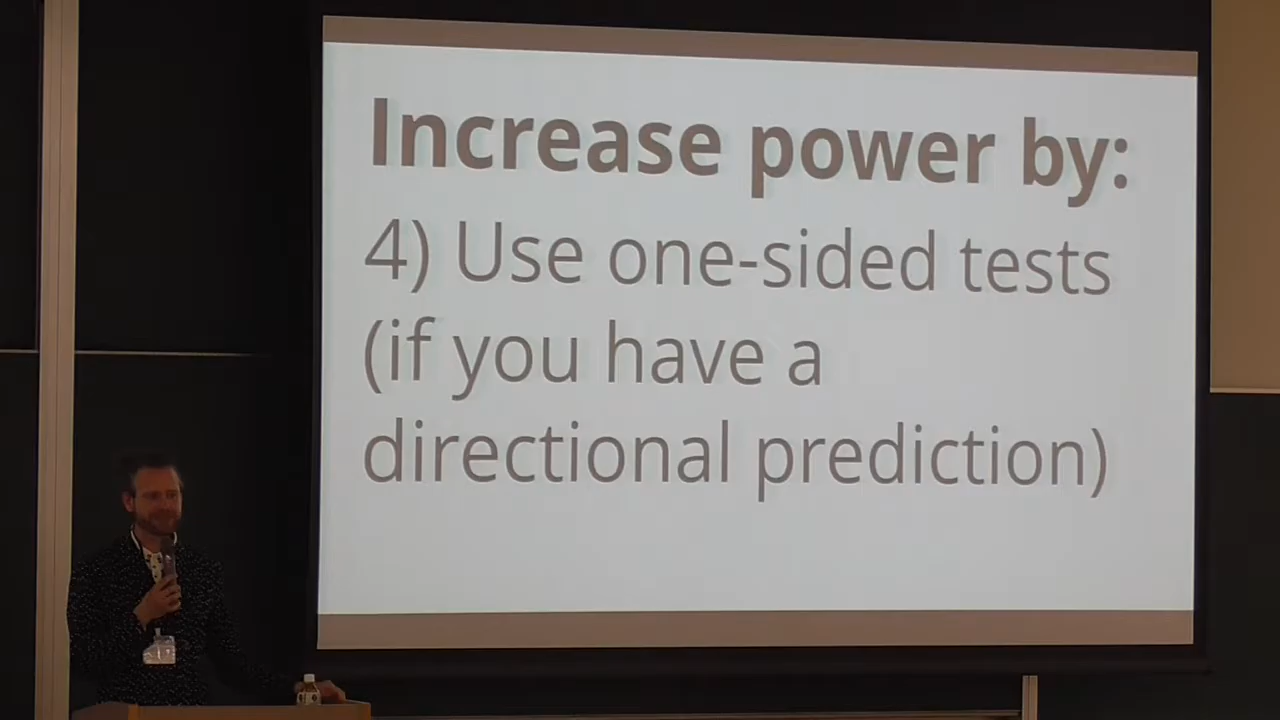 Increase power by:
4) Use one-sided tests
(if you have a
directional prediction)